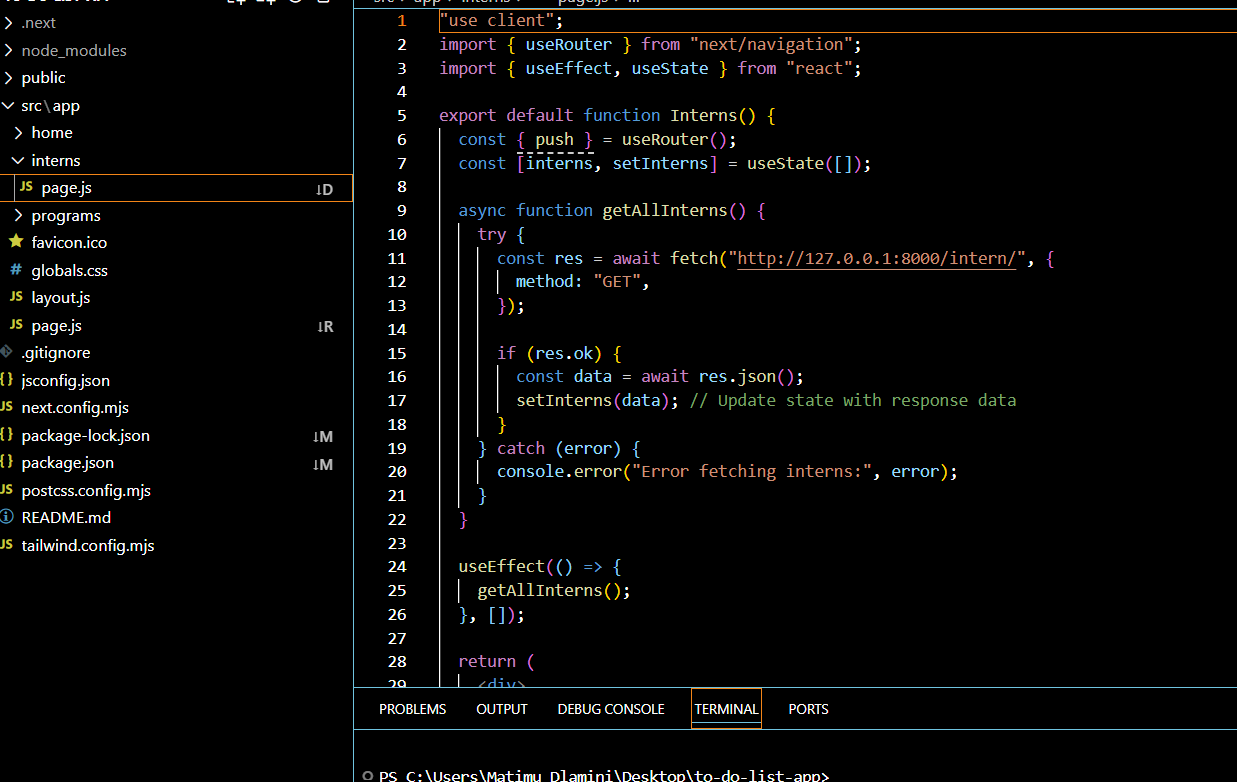 .next
node_modules
public
src\app
home
interns
JS page.js ↓D
programs
favicon.ico
# globals.css
JS layout.js
JS page.js ↓R
.gitignore
{} jsconfig.json
JS next.config.mjs
{} package-lock.json ↓M
{} package.json ↓M
JS postcss.config.mjs
README.md
JS tailwind.config.mjs
1 "use client";
2 import { useRouter } from "next/navigation";
3 import { useEffect, useState } from "react";
4
5 export default function Interns() {
6 const { push } = useRouter();
7 const [interns, setInterns] = useState([]);
8
9 async function getAllInterns() {
10 try {
11 const res = await fetch("http://127.0.0.1:8000/intern/", {
12 method: "GET",
13 });
14
15 if (res.ok) {
16 const data = await res.json();
17 setInterns(data); // Update state with response data
18 }
19 } catch (error) {
20 console.error("Error fetching interns:", error);
21 }
22 }
23
24 useEffect(() => {
25 getAllInterns();
26 }, []);
27
28 return (
29 <div>
PROBLEMS OUTPUT DEBUG CONSOLE TERMINAL PORTS
PS C:\Users\Matimu Dlamini\Desktop\to-do-list-app>